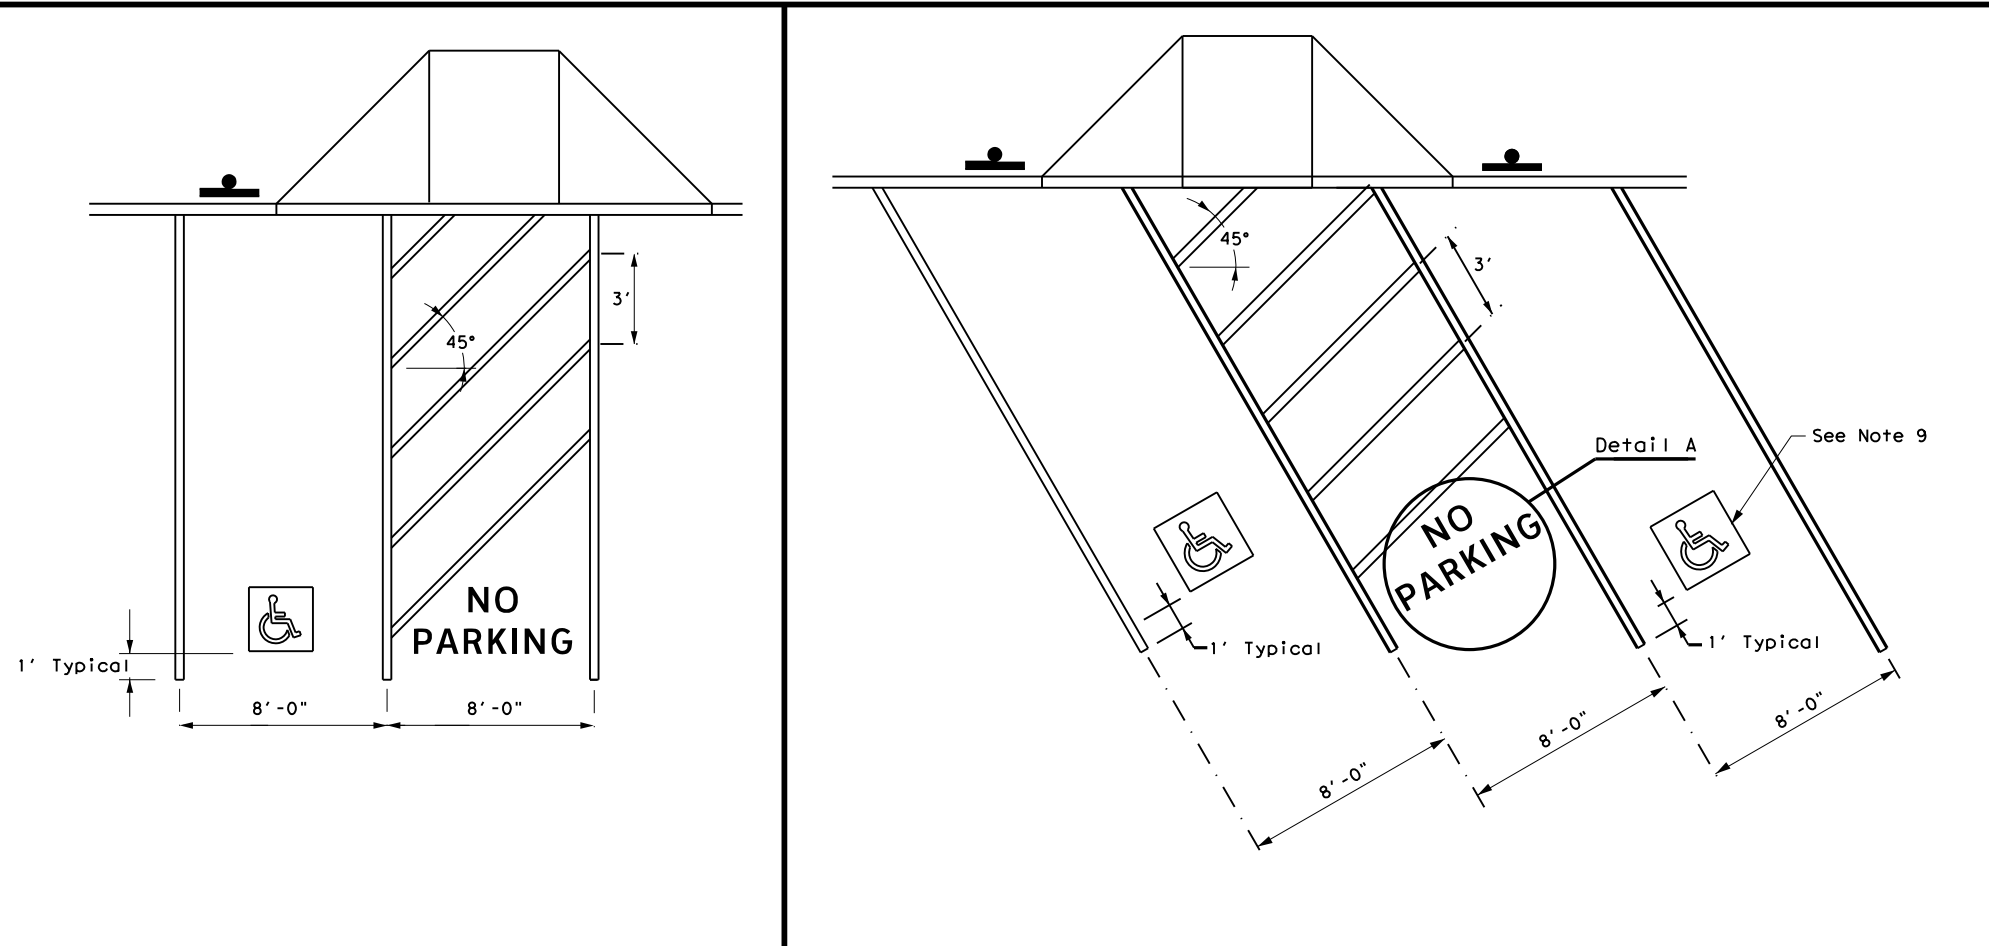 45°
3'
NO
PARKING
1' Typical
8'-0"
8'-0"
45°
3'
Detail A
See Note 9
NO
PARKING
1' Typical
1' Typical
8'-0"
8'-0"
8'-0"